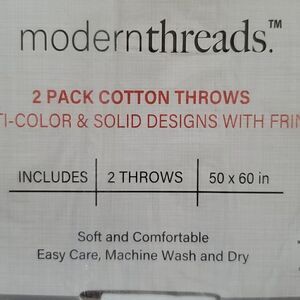 modernthreads.™
2 PACK COTTON THROWS
TI-COLOR & SOLID DESIGNS WITH FRIN
INCLUDES 2 THROWS 50 x 60 in
Soft and Comfortable
Easy Care, Machine Wash and Dry